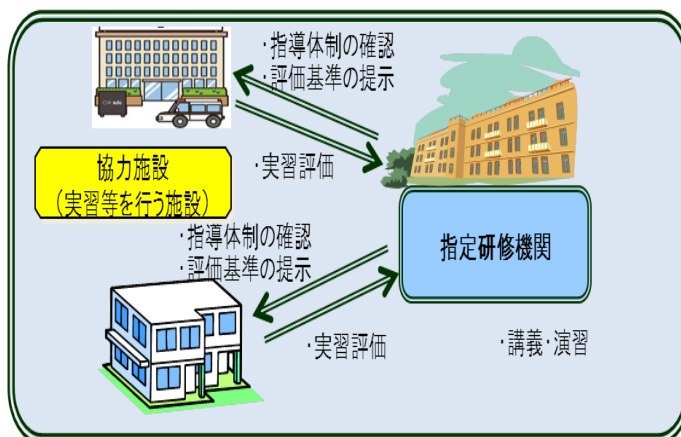 ・指導体制の確認
・評価基準の提示
・実習評価
協力施設
（実習等を行う施設）
・指導体制の確認
・評価基準の提示
指定研修機関
・実習評価
・講義・演習